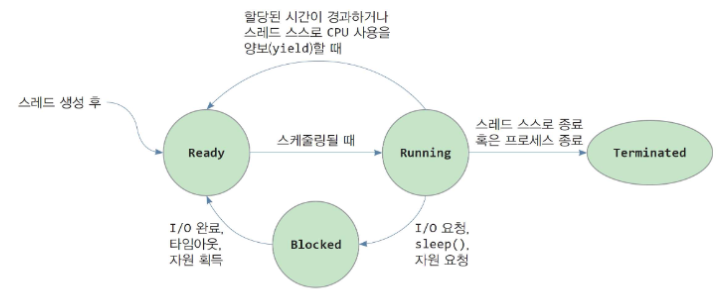 할당된 시간이 경과하거나
스레드 스스로 CPU 사용을
양보(yield)할 때
스레드 생성 후
Ready
스케줄링될 때
Running
스레드 스스로 종료
혹은 프로세스 종료
Terminated
I/O 완료,
타임아웃,
자원 획득
Blocked
I/O 요청,
sleep(),
자원 요청